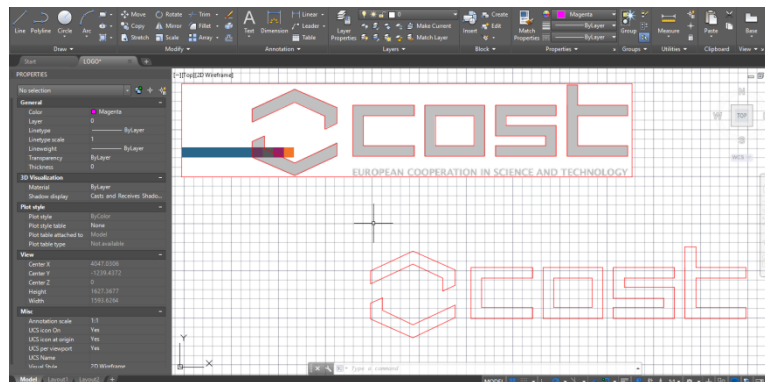 Move Rotate Trim Linear Make Current Create Magenta
Line Polyline Circle Arc Copy Mirror Fillet Text Dimension Leader Layer Properties Insert Edit Match Properties ByLayer Group Measure Paste Base
Stretch Scale Array Table Match Layer ByLayer
Draw Modify Annotation Layers Block Properties Groups Utilities Clipboard View
Start LOGO* +
PROPERTIES [−][Top][2D Wireframe]
No selection
General
Color Magenta
Layer 0
Linetype ByLayer
Linetype scale 1
Lineweight ByLayer
Transparency ByLayer
Thickness 0
3D Visualization
Material ByLayer
Shadow display Casts and Receives Shado...
Plot style
Plot style ByColor
Plot style table None
Plot table attached to Model
Plot table type Not available
View
Center X 4047.0306
Center Y -1239.4372
Center Z 0
Height 1627.3677
Width 1593.6264
Misc
Annotation scale 1:1
UCS icon On Yes
UCS icon at origin Yes
UCS per viewport Yes
UCS Name
Visual Style 2D Wireframe
cost
EUROPEAN COOPERATION IN SCIENCE AND TECHNOLOGY
N
W TOP
S
WCS
cost
Y
X
Type a command
Model Layout1 Layout2 + MODEL